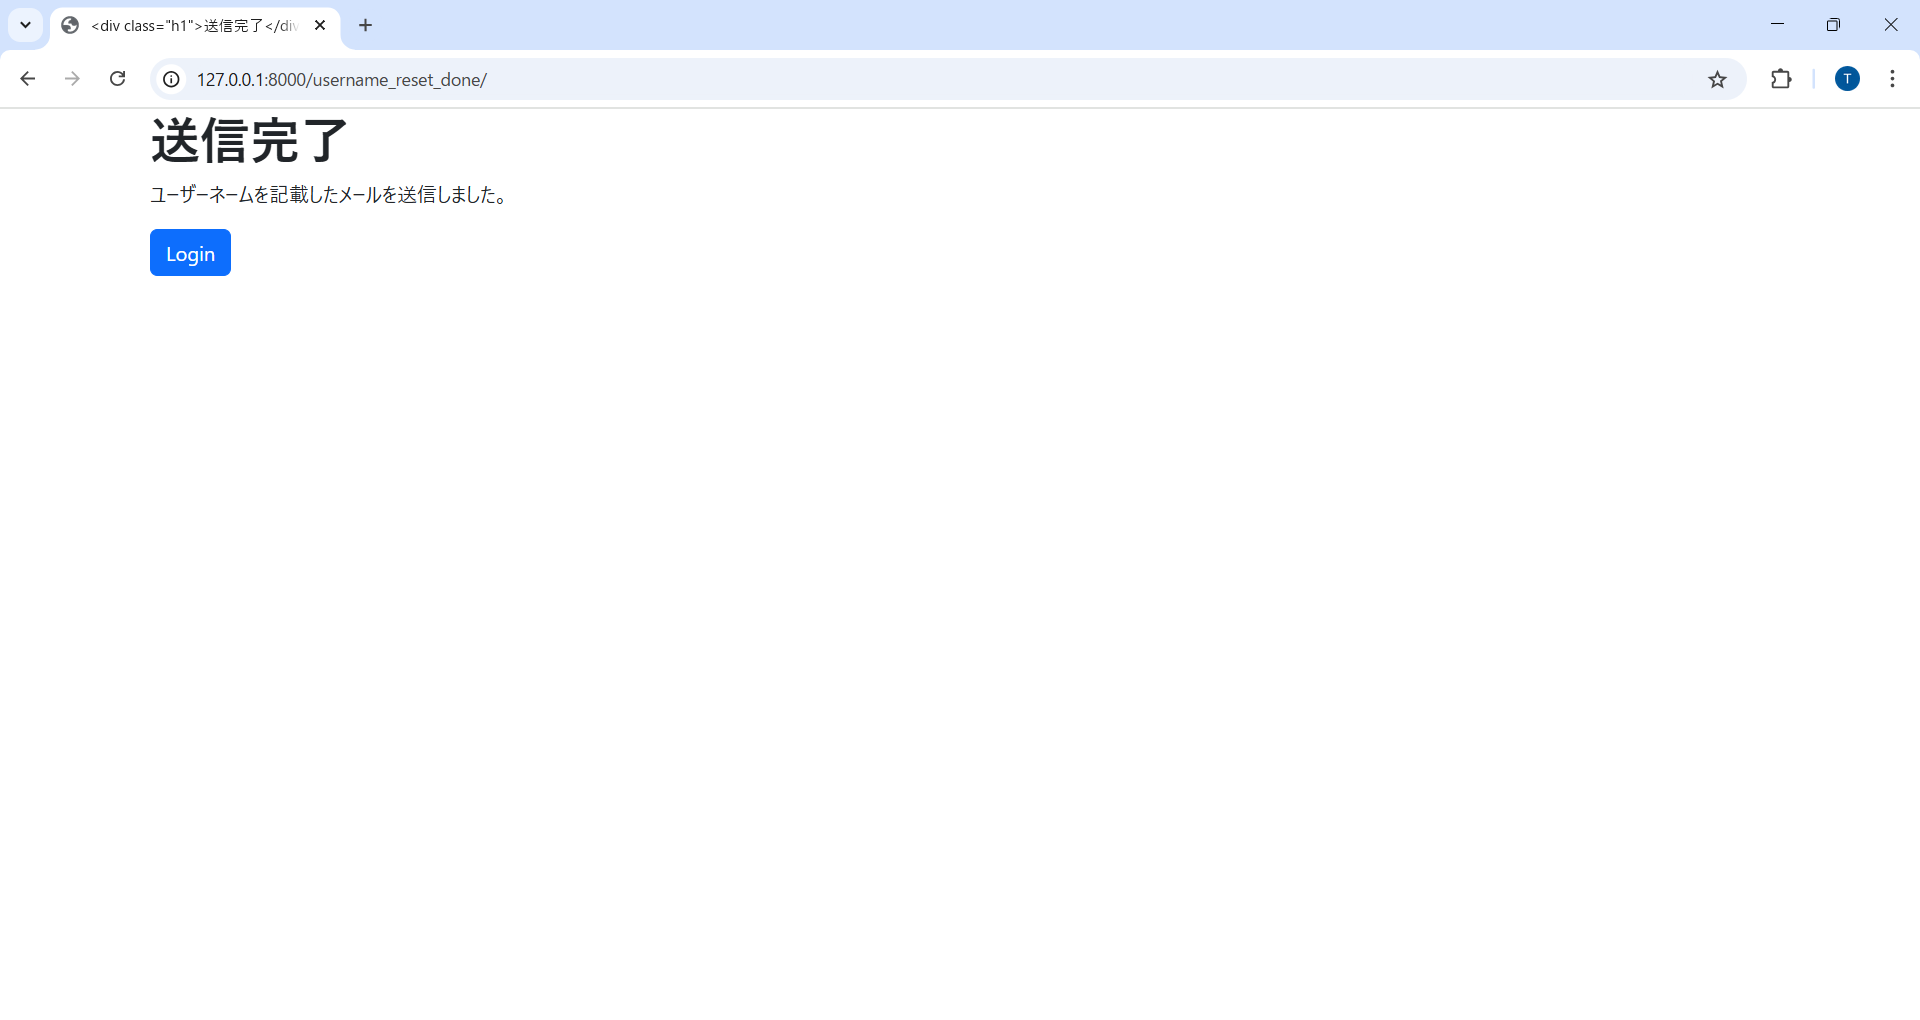 <div class="h1">送信完了</div
127.0.0.1:8000/username_reset_done/
T
送信完了
ユーザーネームを記載したメールを送信しました。
Login